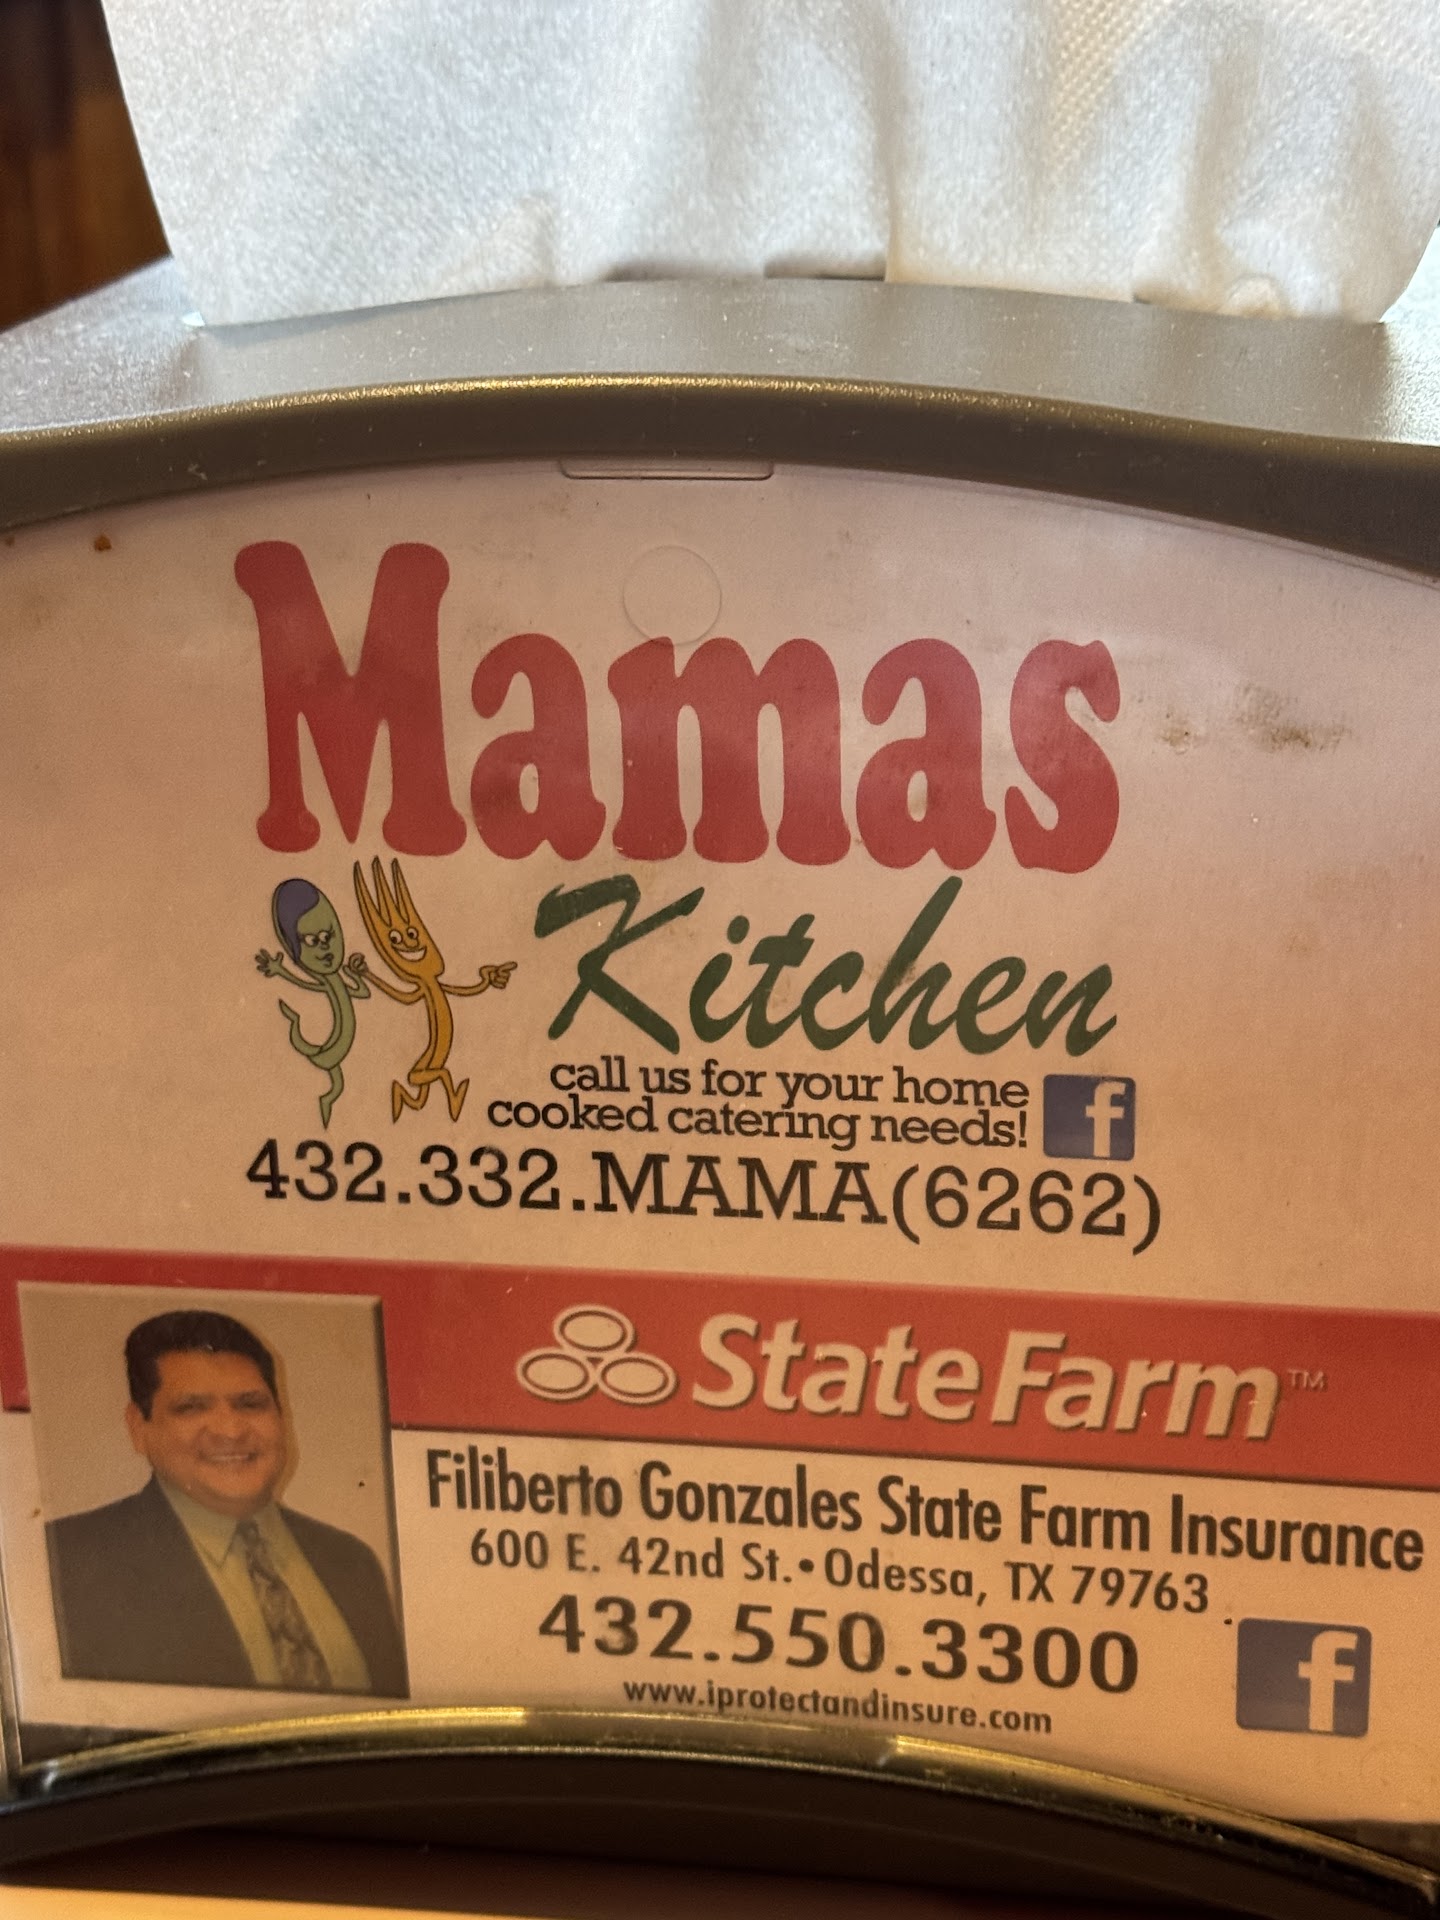 Mamas
Kitchen
call us for your home
cooked catering needs!
f
432.332.MAMA(6262)
State Farm™
Filiberto Gonzales State Farm Insurance
600 E. 42nd St.•Odessa, TX 79763
432.550.3300
www.iprotectandinsure.com
f